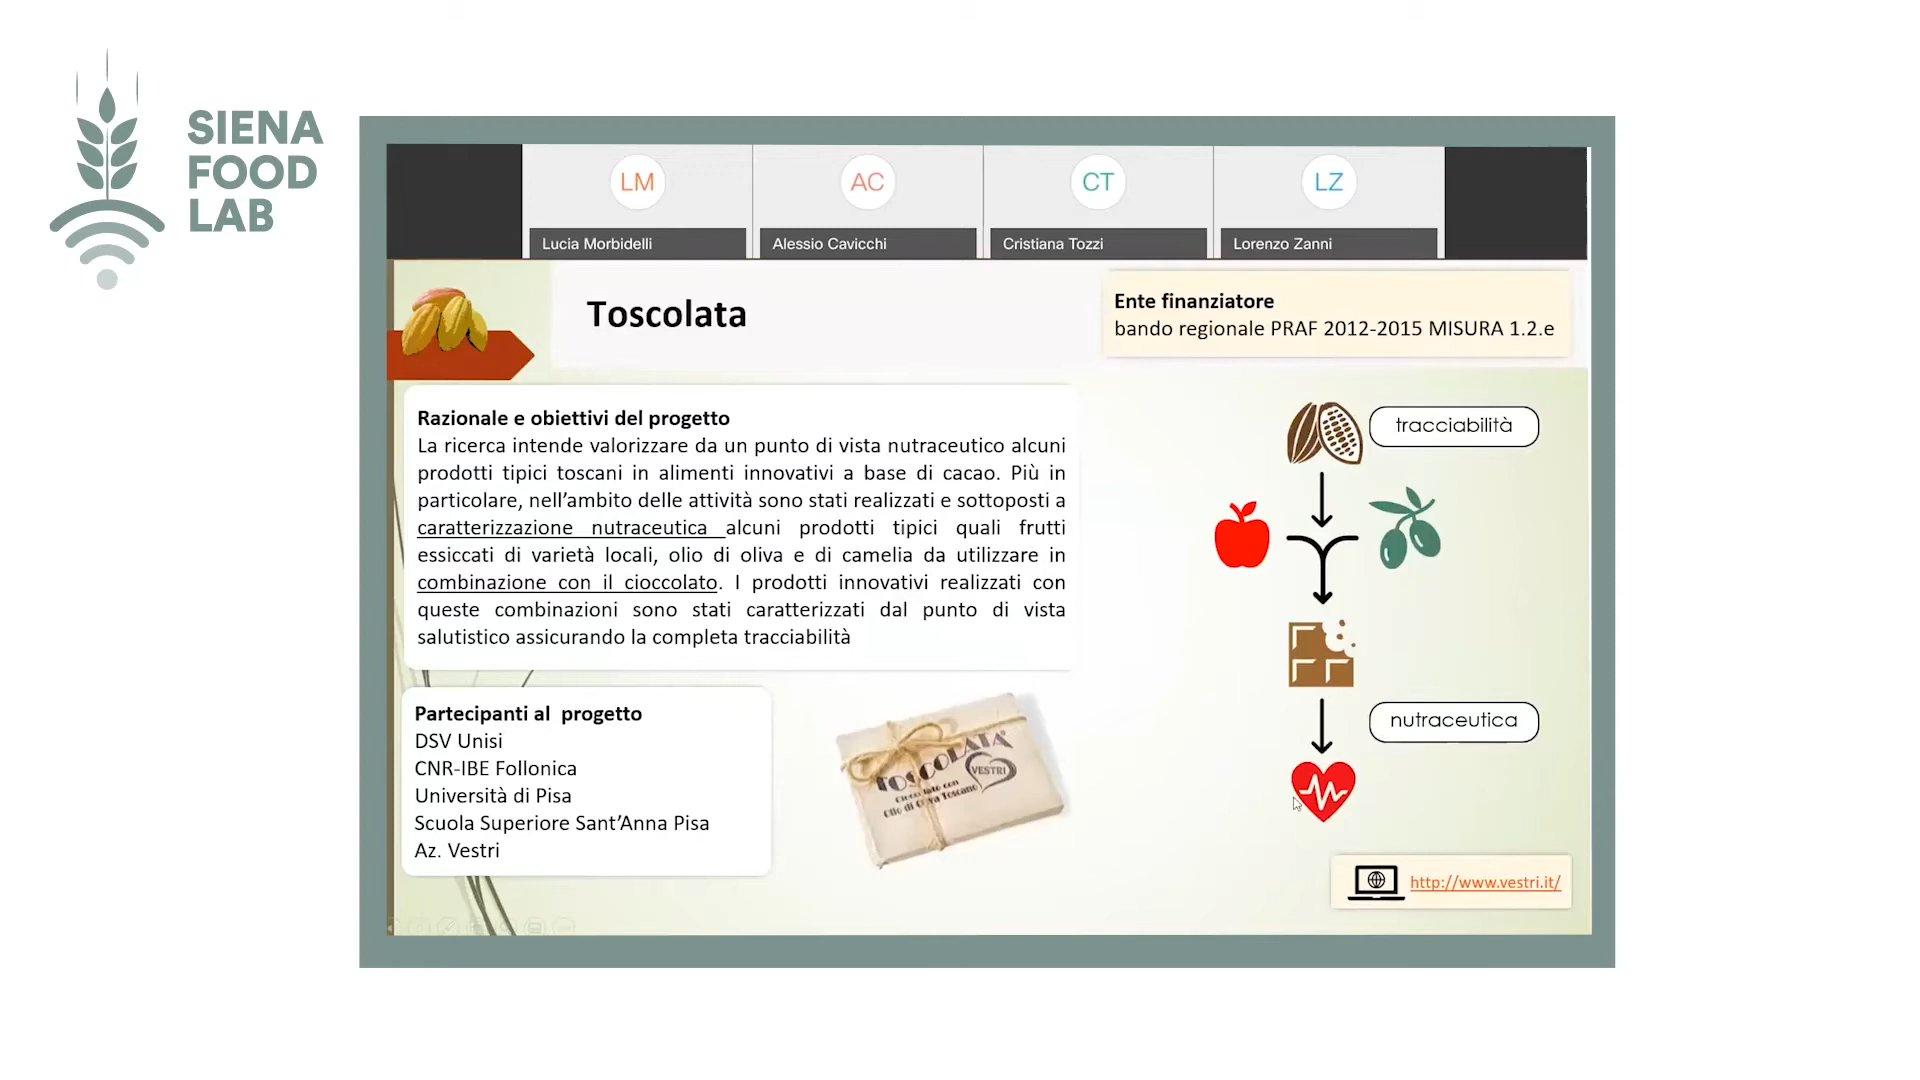 SIENA
FOOD
LAB
LM
AC
CT
LZ
Lucia Morbidelli
Alessio Cavicchi
Cristiana Tozzi
Lorenzo Zanni
Toscolata
Ente finanziatore
bando regionale PRAF 2012-2015 MISURA 1.2.e
Razionale e obiettivi del progetto
La ricerca intende valorizzare da un punto di vista nutraceutico alcuni
prodotti tipici toscani in alimenti innovativi a base di cacao. Più in
particolare, nell’ambito delle attività sono stati realizzati e sottoposti a
caratterizzazione nutraceutica alcuni prodotti tipici quali frutti
essiccati di varietà locali, olio di oliva e di camelia da utilizzare in
combinazione con il cioccolato. I prodotti innovativi realizzati con
queste combinazioni sono stati caratterizzati dal punto di vista
salutistico assicurando la completa tracciabilità
tracciabilità
nutraceutica
Partecipanti al progetto
DSV Unisi
CNR-IBE Follonica
Università di Pisa
Scuola Superiore Sant’Anna Pisa
Az. Vestri
TOSCOLATA
VESTRI
Cioccolato con
Olio di Oliva Toscano
http://www.vestri.it/